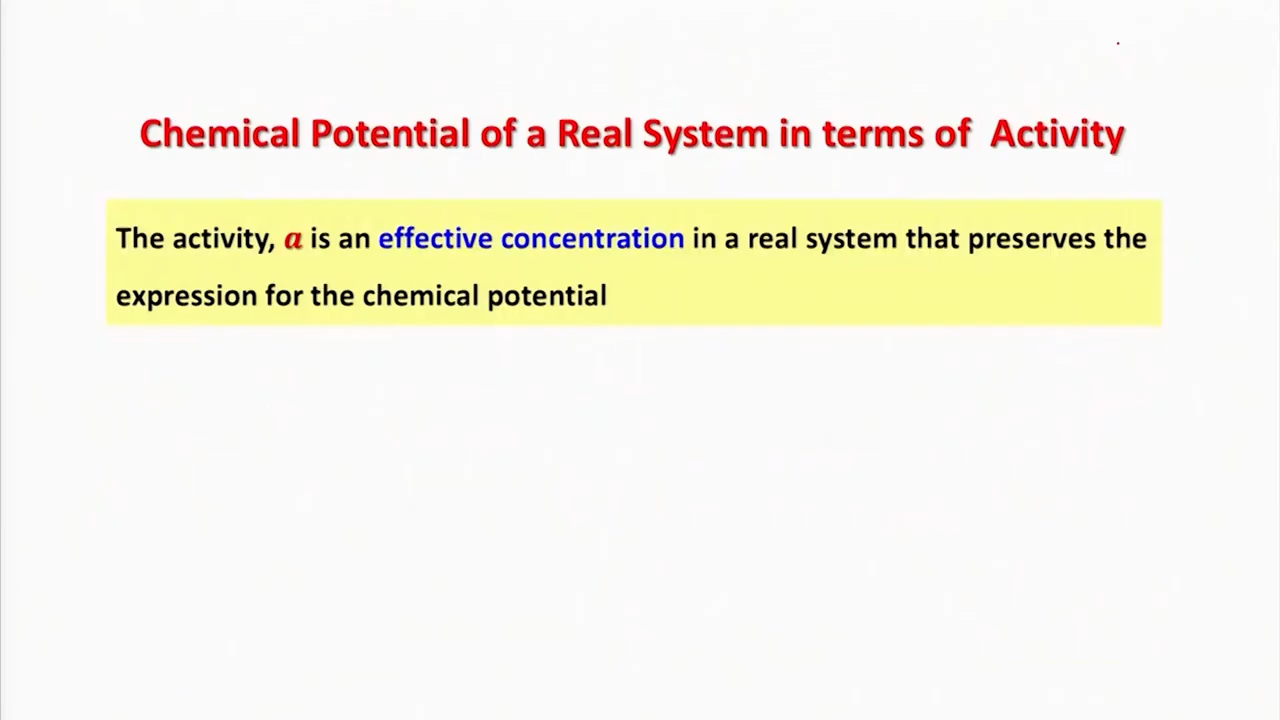 Chemical Potential of a Real System in terms of Activity
The activity, a is an effective concentration in a real system that preserves the
expression for the chemical potential